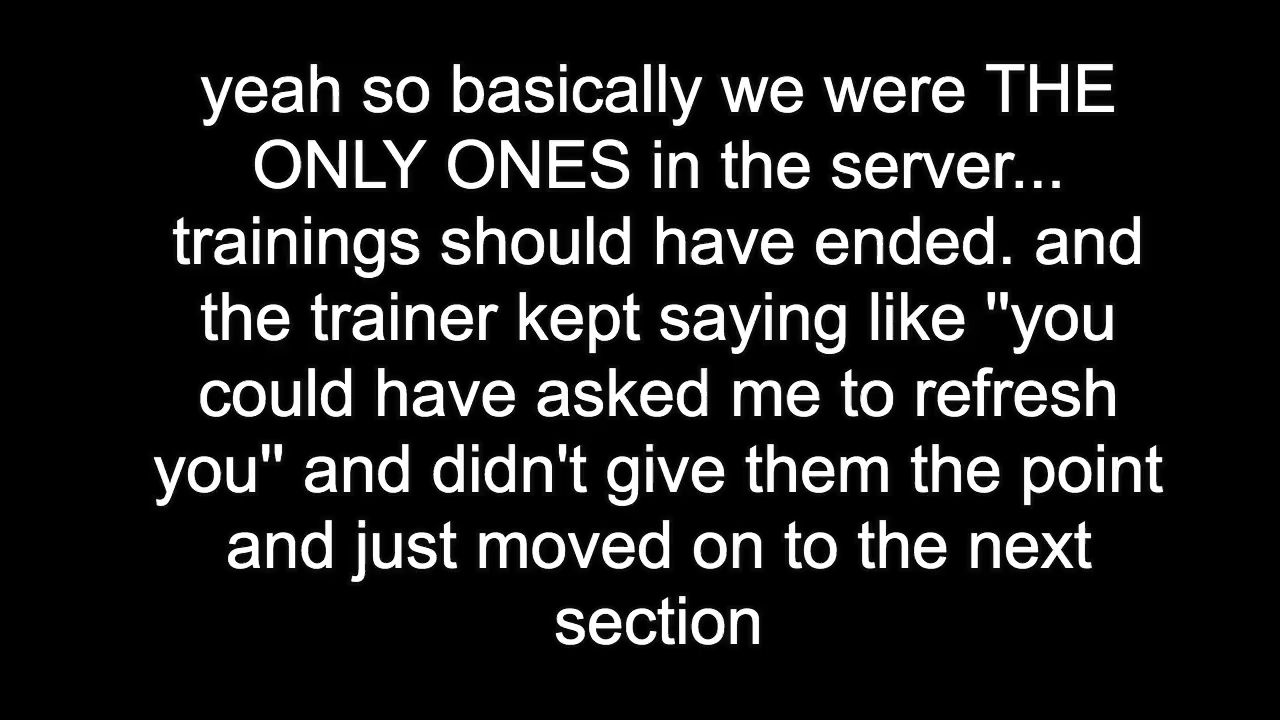 yeah so basically we were THE
ONLY ONES in the server...
trainings should have ended. and
the trainer kept saying like "you
could have asked me to refresh
you" and didn't give them the point
and just moved on to the next
section